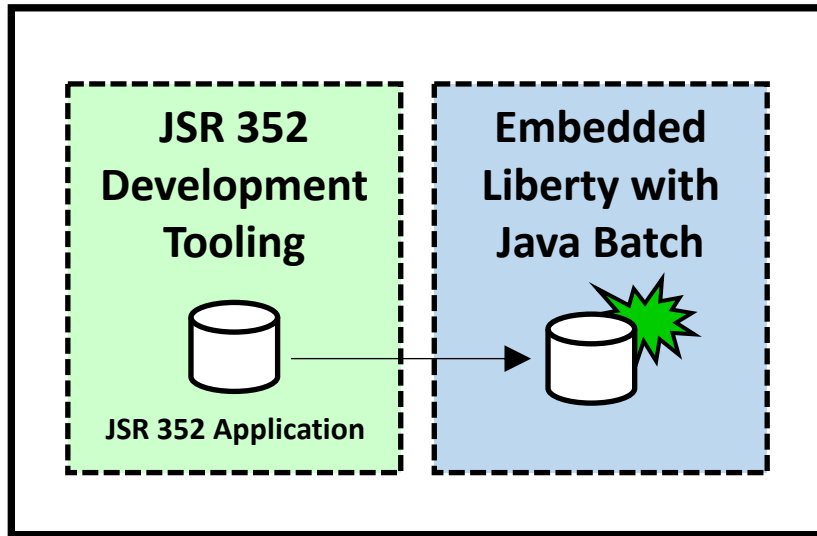 JSR 352
Development
Tooling
JSR 352 Application
Embedded
Liberty with
Java Batch